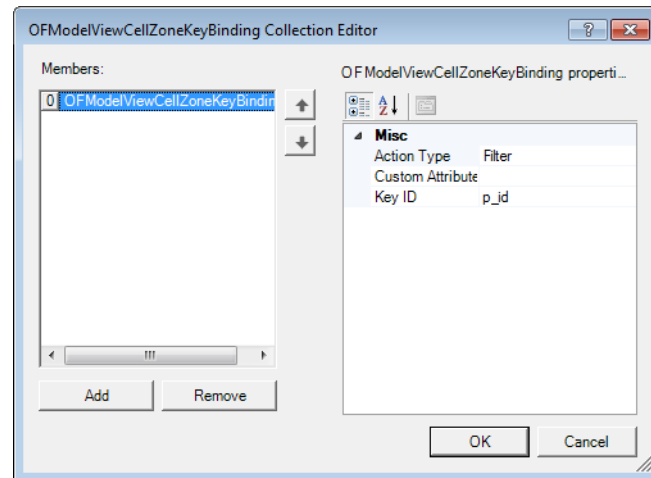 OFModelViewCellZoneKeyBinding Collection Editor
Members:
0 OFModelViewCellZoneKeyBindin
OFModelViewCellZoneKeyBinding properti...
Misc
Action Type Filter
Custom Attribute
Key ID p_id
Add Remove
OK Cancel